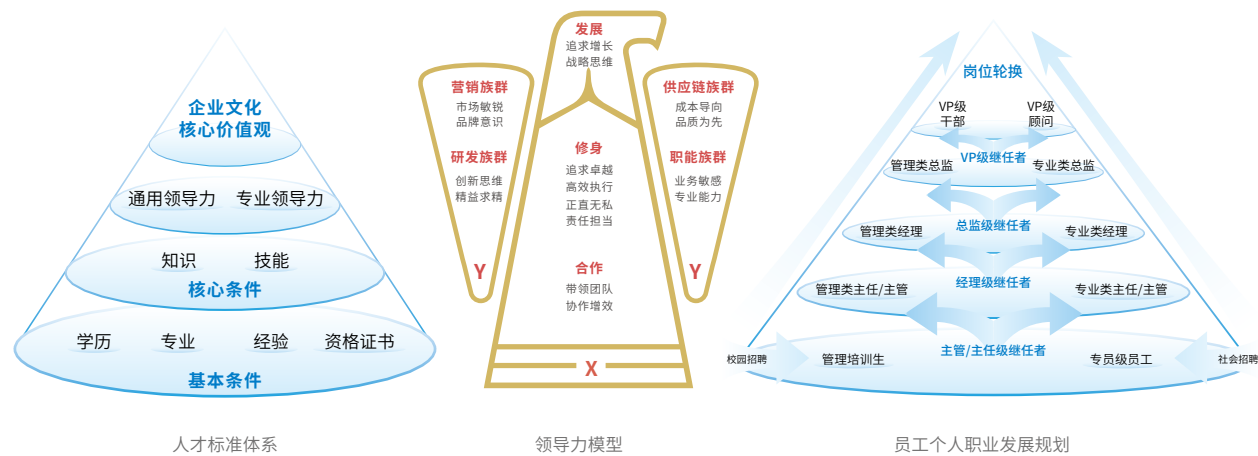 企业文化
核心价值观
通用领导力 专业领导力
知识 技能
核心条件
学历 专业 经验 资格证书
基本条件
人才标准体系
发展
追求增长
战略思维
营销族群
市场敏锐
品牌意识
研发族群
创新思维
精益求精
Y
修身
追求卓越
高效执行
正直无私
责任担当
合作
带领团队
协作增效
X
供应链族群
成本导向
品质为先
职能族群
业务敏感
专业能力
Y
领导力模型
岗位轮换
VP级
干部
VP级
顾问
VP级继任者
管理类总监 专业类总监
总监级继任者
管理类经理 专业类经理
经理级继任者
管理类主任/主管 专业类主任/主管
主管/主任级继任者
校园招聘 管理培训生 专员级员工 社会招聘
员工个人职业发展规划